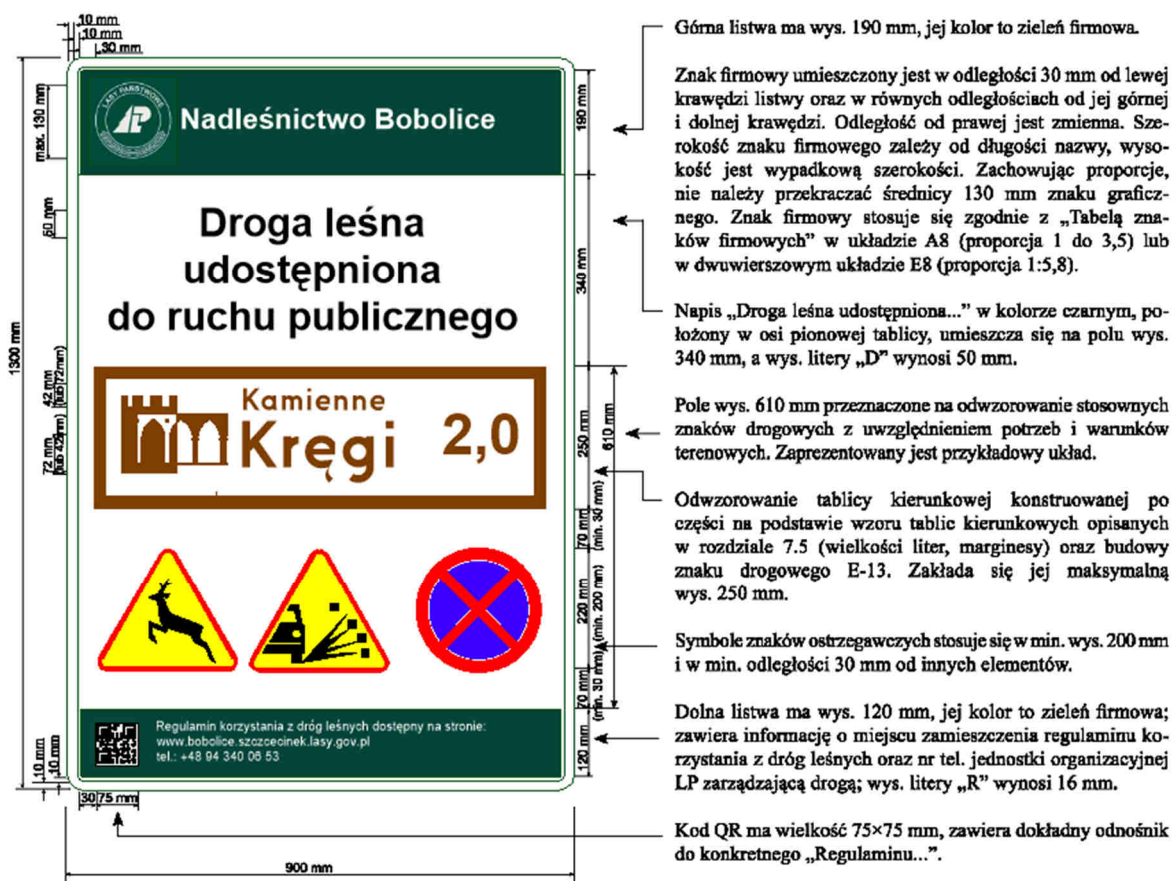 10 mm
10 mm
30 mm
1300 mm
max. 130 mm
60 mm
42 mm
(lub 72mm)
72 mm
(lub 42mm)
10 mm
10 mm
LASY PAŃSTWOWE
Nadleśnictwo Bobolice
Droga leśna
udostępniona
do ruchu publicznego
Kamienne
Kręgi 2,0
Regulamin korzystania z dróg leśnych dostępny na stronie:
www.bobolice.szczcecinek.lasy.gov.pl
tel.: +48 94 340 06 53
30 75 mm
900 mm
190 mm
340 mm
250 mm
610 mm
70 mm
(min. 30 mm)
220 mm
(min. 200 mm)
70 mm
(min. 30 mm)
120 mm
Górna listwa ma wys. 190 mm, jej kolor to zieleń firmowa.
Znak firmowy umieszczony jest w odległości 30 mm od lewej
krawędzi listwy oraz w równych odległościach od jej górnej
i dolnej krawędzi. Odległość od prawej jest zmienna. Sze-
rokość znaku firmowego zależy od długości nazwy, wyso-
kość jest wypadkową szerokości. Zachowując proporcje,
nie należy przekraczać średnicy 130 mm znaku graficz-
nego. Znak firmowy stosuje się zgodnie z „Tabelą zna-
ków firmowych” w układzie A8 (proporcja 1 do 3,5) lub
w dwuwierszowym układzie E8 (proporcja 1:5,8).
Napis „Droga leśna udostępniona...” w kolorze czarnym, po-
łożony w osi pionowej tablicy, umieszcza się na polu wys.
340 mm, a wys. litery „D” wynosi 50 mm.
Pole wys. 610 mm przeznaczone na odwzorowanie stosownych
znaków drogowych z uwzględnieniem potrzeb i warunków
terenowych. Zaprezentowany jest przykładowy układ.
Odwzorowanie tablicy kierunkowej konstruowanej po
części na podstawie wzoru tablic kierunkowych opisanych
w rozdziale 7.5 (wielkości liter, marginesy) oraz budowy
znaku drogowego E-13. Zakłada się jej maksymalną
wys. 250 mm.
Symbole znaków ostrzegawczych stosuje się w min. wys. 200 mm
i w min. odległości 30 mm od innych elementów.
Dolna listwa ma wys. 120 mm, jej kolor to zieleń firmowa;
zawiera informację o miejscu zamieszczenia regulaminu ko-
rzystania z dróg leśnych oraz nr tel. jednostki organizacyjnej
LP zarządzającą drogą; wys. litery „R” wynosi 16 mm.
Kod QR ma wielkość 75×75 mm, zawiera dokładny odnośnik
do konkretnego „Regulaminu...”.